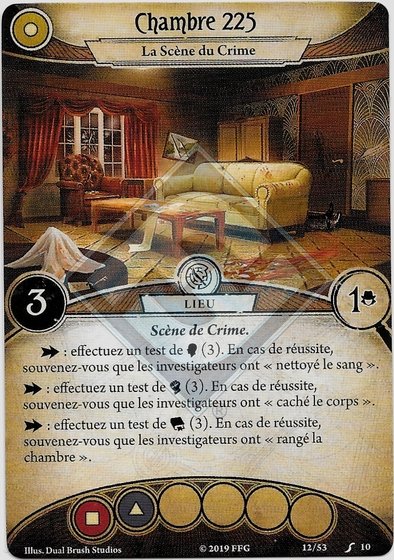 Chambre 225
La Scène du Crime
3
LIEU
1
Scène de Crime.
: effectuez un test de (3). En cas de réussite,
souvenez-vous que les investigateurs ont « nettoyé le sang ».
: effectuez un test de (3). En cas de réussite,
souvenez-vous que les investigateurs ont « caché le corps ».
: effectuez un test de (3). En cas de réussite,
souvenez-vous que les investigateurs ont « rangé la
chambre ».
Illus. Dual Brush Studios © 2019 FFG 12/53 10